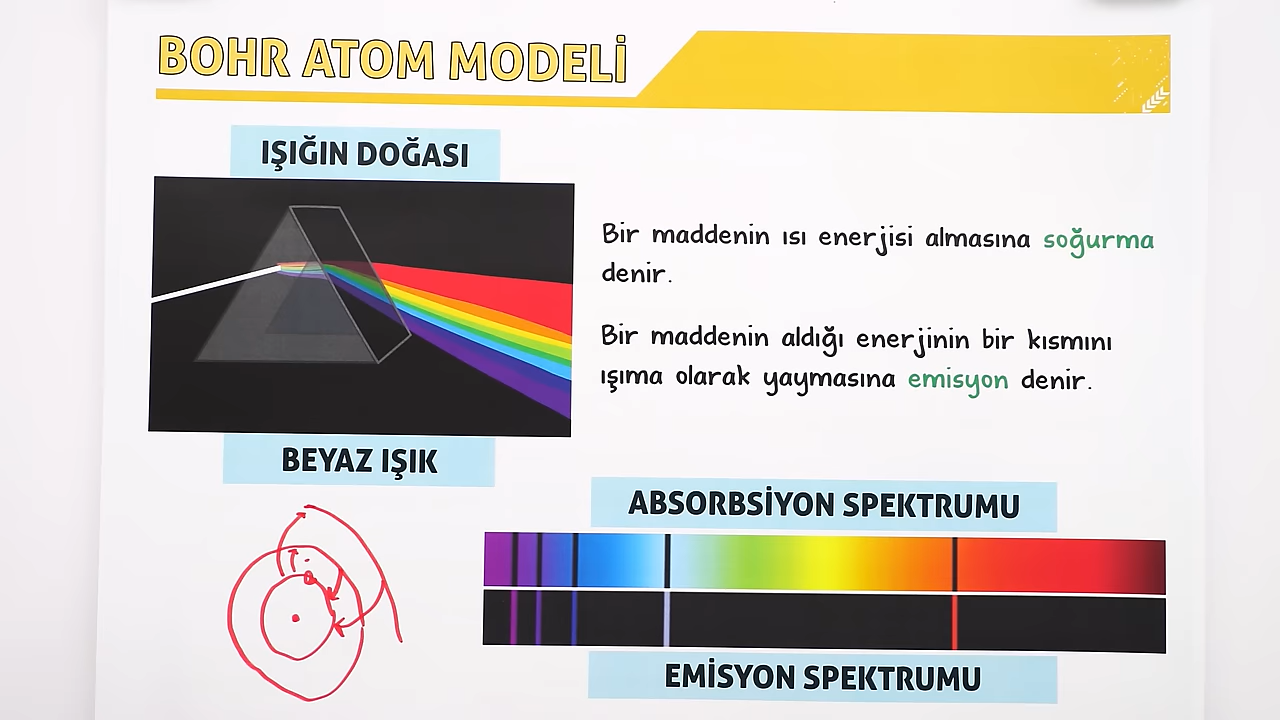 BOHR ATOM MODELİ
IŞIĞIN DOĞASI
Bir maddenin ısı enerjisi almasına soğurma
denir.
Bir maddenin aldığı enerjinin bir kısmını
ışıma olarak yaymasına emisyon denir.
BEYAZ IŞIK
ABSORBSİYON SPEKTRUMU
EMİSYON SPEKTRUMU